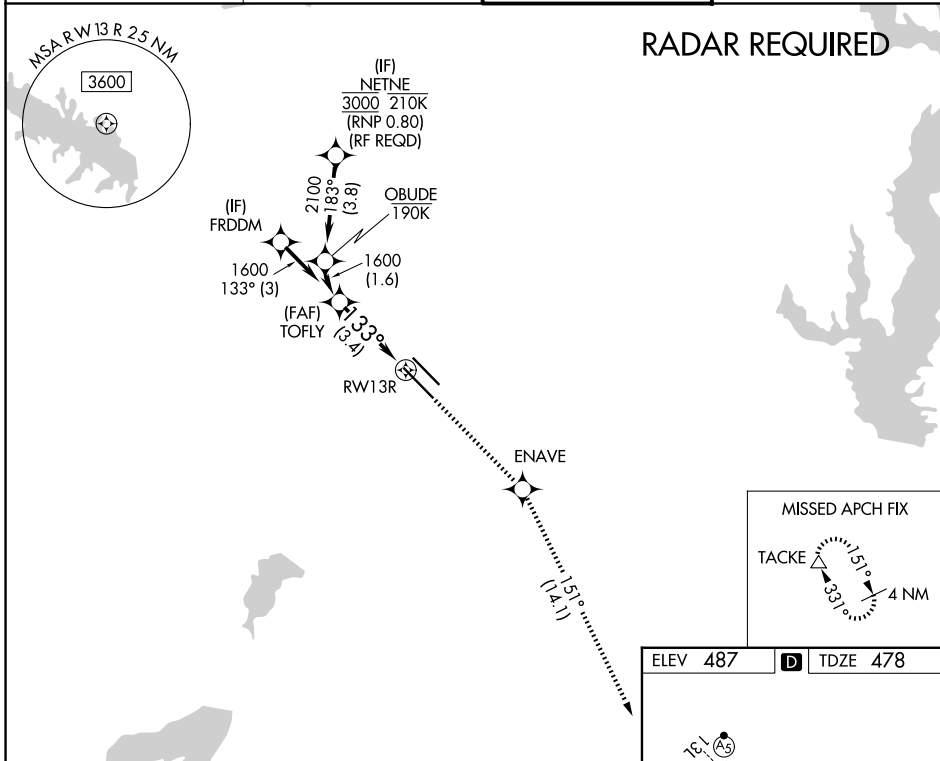 MSA RW13R 25 NM
3600
RADAR REQUIRED
(IF)
NETNE
3000 210K
(RNP 0.80)
(RF REQD)
2100
183°
(3.8)
OBUDE
190K
(IF)
FRDDM
1600
133° (3)
1600
(1.6)
(FAF)
TOFLY
133°
(3.4)
RW13R
ENAVE
151°
(14.1)
MISSED APCH FIX
TACKE
151°
331°
4 NM
ELEV 487
D
TDZE 478
13L
A5